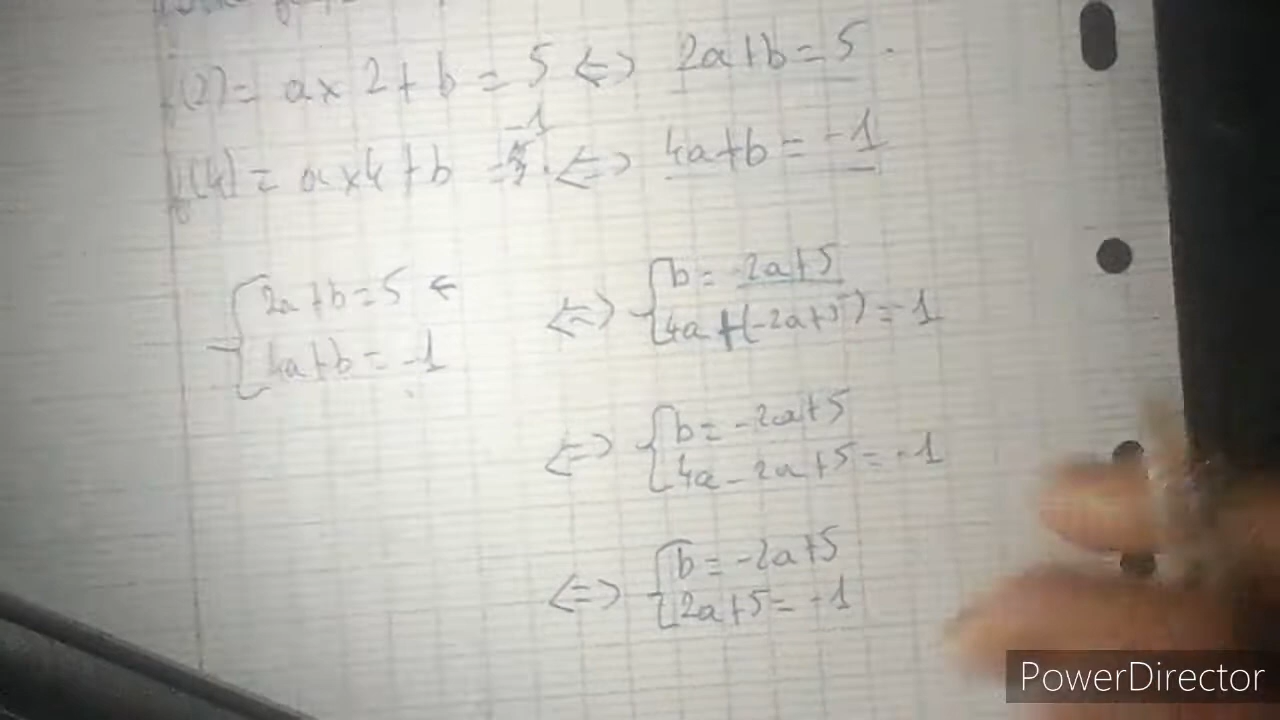 f(2) = a × 2 + b = 5 <=> 2a + b = 5.
f(4) = a × 4 + b = -1 <=> 4a + b = -1
{2a + b = 5 ← <=> {b = -2a + 5
{4a + b = -1 {4a + (-2a + 5) = -1
<=> {b = -2a + 5
{4a - 2a + 5 = -1
<=> {b = -2a + 5
{2a + 5 = -1
PowerDirector